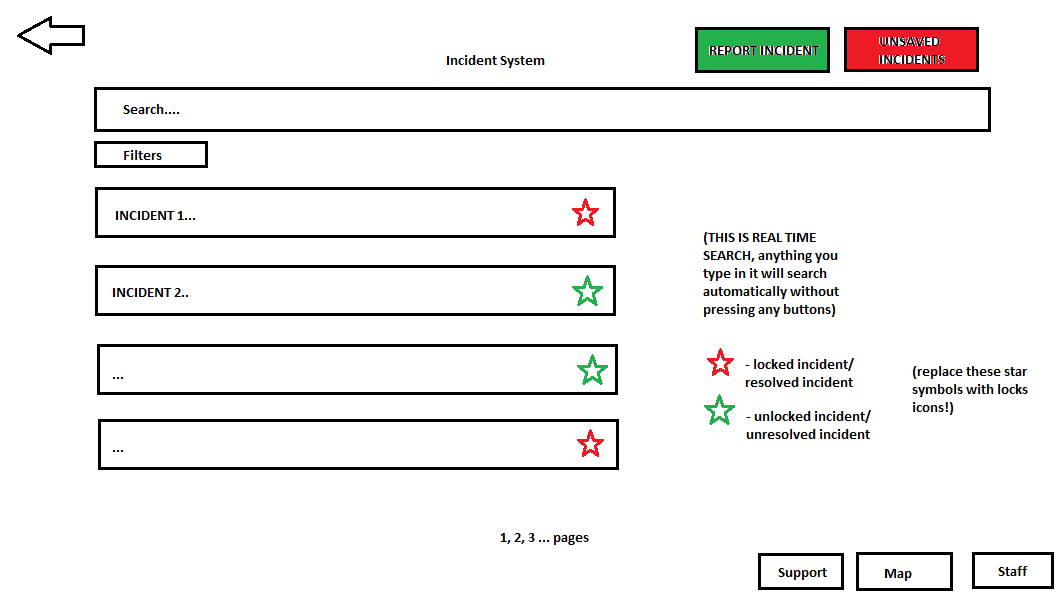 Incident System
REPORT INCIDENT
UNSAVED
INCIDENTS
Search....
Filters
INCIDENT 1...
INCIDENT 2..
...
...
(THIS IS REAL TIME
SEARCH, anything you
type in it will search
automatically without
pressing any buttons)
- locked incident/
resolved incident
- unlocked incident/
unresolved incident
(replace these star
symbols with locks
icons!)
1, 2, 3 ... pages
Support
Map
Staff